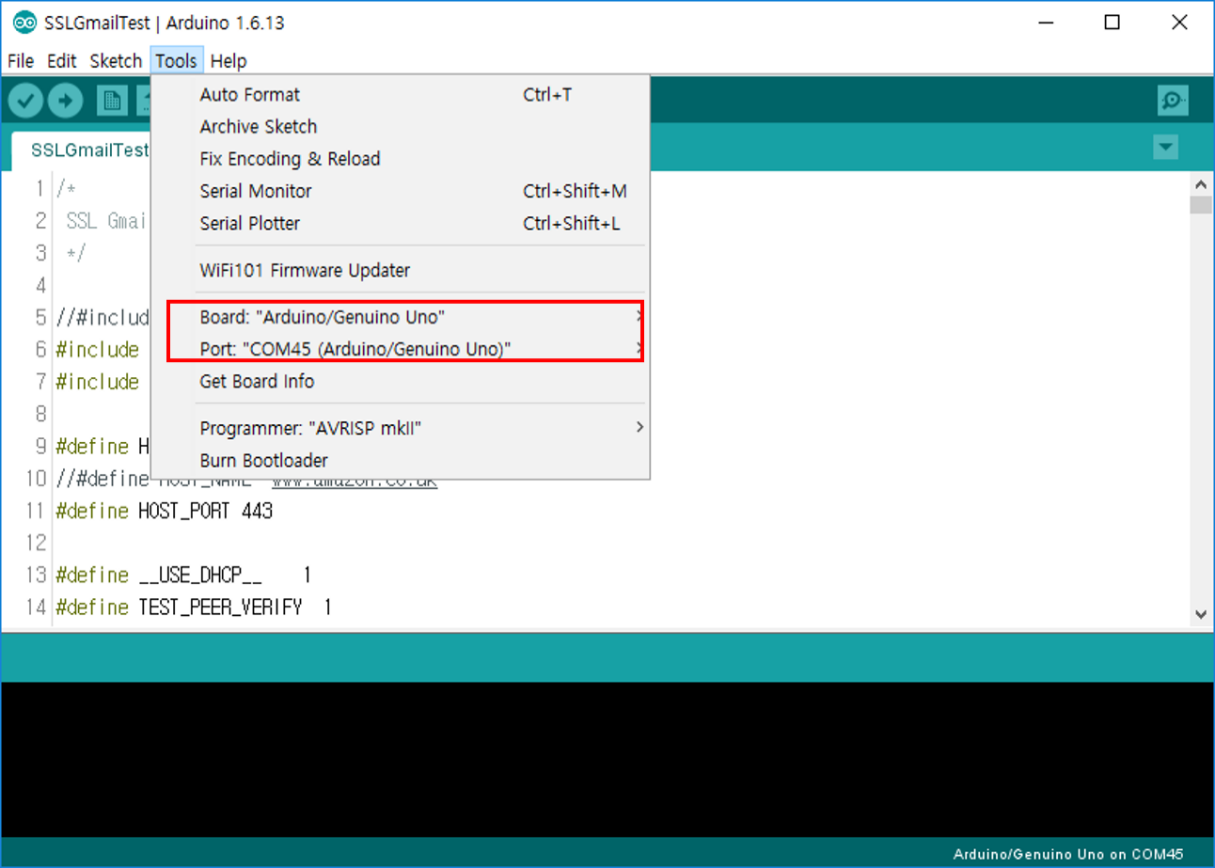 SSLGmailTest | Arduino 1.6.13
File Edit Sketch Tools Help
Auto Format Ctrl+T
Archive Sketch
Fix Encoding & Reload
Serial Monitor Ctrl+Shift+M
Serial Plotter Ctrl+Shift+L
WiFi101 Firmware Updater
Board: "Arduino/Genuino Uno"
Port: "COM45 (Arduino/Genuino Uno)"
Get Board Info
Programmer: "AVRISP mkII"
Burn Bootloader
SSLGmailTest
1 /*
2 SSL Gmai
3 */
4
5 //#includ
6 #include
7 #include
8
9 #define H
10 //#define HOST_NAME www.amazon.co.uk
11 #define HOST_PORT 443
12
13 #define __USE_DHCP__ 1
14 #define TEST_PEER_VERIFY 1
Arduino/Genuino Uno on COM45